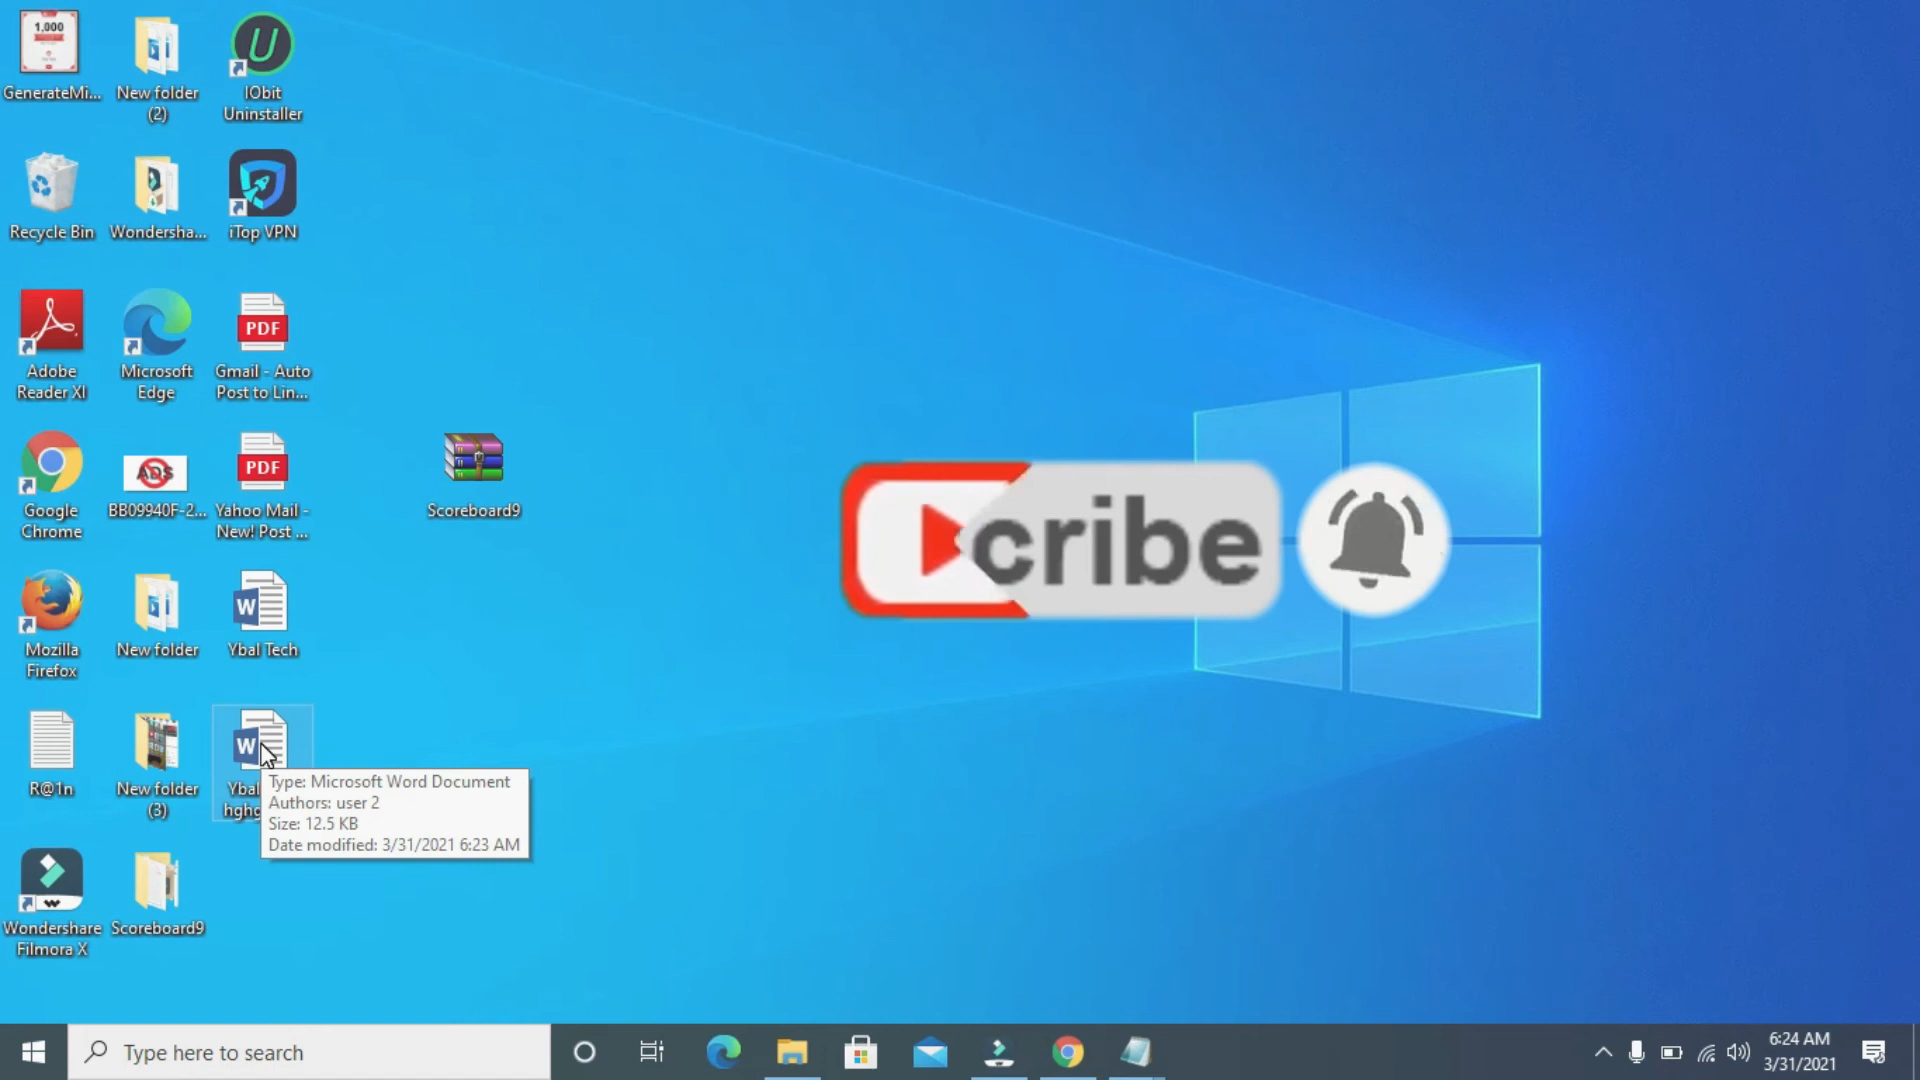 1,000
GenerateMi...
New folder
(2)
U
IObit
Uninstaller
Recycle Bin
Wondersha...
iTop VPN
Adobe
Reader XI
Microsoft
Edge
PDF
Gmail - Auto
Post to Lin...
Google
Chrome
ADS
BB09940F-2...
PDF
Yahoo Mail -
New! Post ...
Scoreboard9
cribe
Mozilla
Firefox
New folder
W
Ybal Tech
R@1n
New folder
(3)
W
Ybal
Type: Microsoft Word Document
Authors: user 2
Size: 12.5 KB
Date modified: 3/31/2021 6:23 AM
Wondershare
Filmora X
Scoreboard9
Type here to search
6:24 AM
3/31/2021